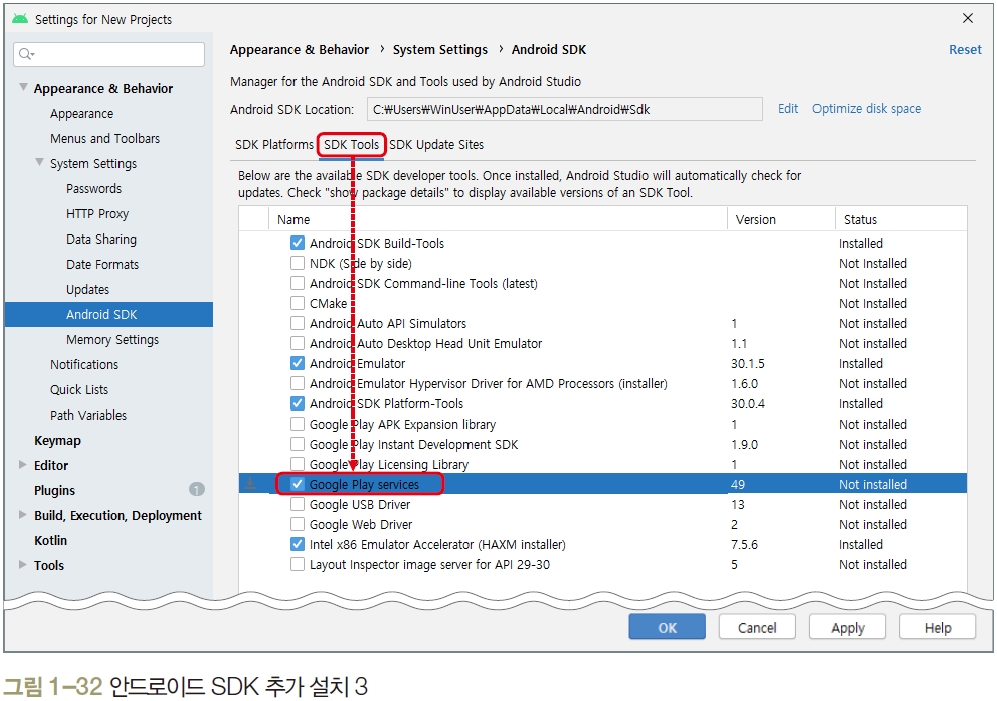 Settings for New Projects
Appearance & Behavior › System Settings › Android SDK
Reset
Appearance & Behavior
Appearance
Menus and Toolbars
System Settings
Passwords
HTTP Proxy
Data Sharing
Date Formats
Updates
Android SDK
Memory Settings
Notifications
Quick Lists
Path Variables
Keymap
Editor
Plugins 1
Build, Execution, Deployment
Kotlin
Tools
Manager for the Android SDK and Tools used by Android Studio
Android SDK Location: C:₩Users₩WinUser₩AppData₩Local₩Android₩Sdk Edit Optimize disk space
SDK Platforms SDK Tools SDK Update Sites
Below are the available SDK developer tools. Once installed, Android Studio will automatically check for
updates. Check "show package details" to display available versions of an SDK Tool.
Name Version Status
Android SDK Build-Tools Installed
NDK (Side by side) Not Installed
Android SDK Command-line Tools (latest) Not Installed
CMake Not Installed
Android Auto API Simulators 1 Not installed
Android Auto Desktop Head Unit Emulator 1.1 Not installed
Android Emulator 30.1.5 Installed
Android Emulator Hypervisor Driver for AMD Processors (installer) 1.6.0 Not installed
Android SDK Platform-Tools 30.0.4 Installed
Google Play APK Expansion library 1 Not installed
Google Play Instant Development SDK 1.9.0 Not installed
Google Play Licensing Library 1 Not installed
Google Play services 49 Not installed
Google USB Driver 13 Not installed
Google Web Driver 2 Not installed
Intel x86 Emulator Accelerator (HAXM installer) 7.5.6 Installed
Layout Inspector image server for API 29-30 5 Not installed
OK Cancel Apply Help
그림 1-32 안드로이드 SDK 추가 설치 3